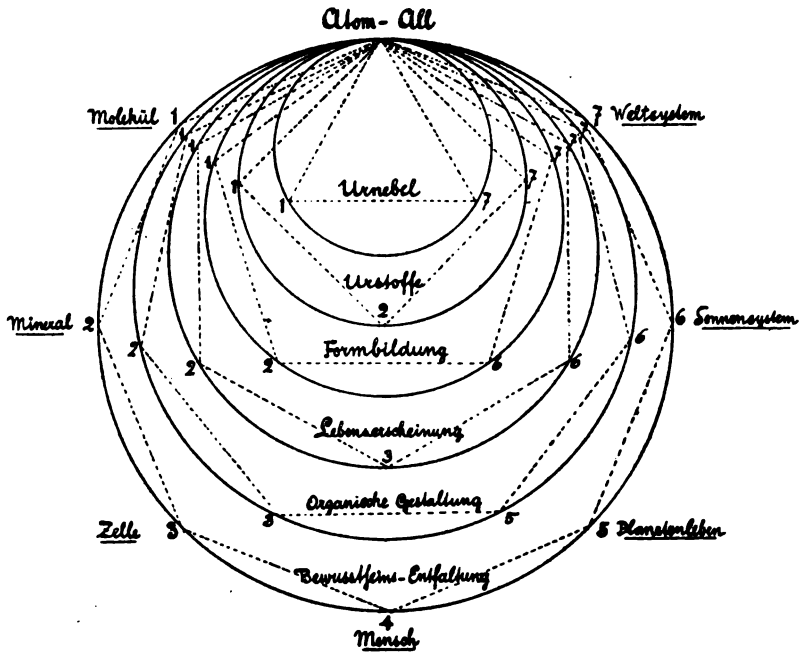 Atom-All
Molekül 1 7 Weltsystem
1 7
1 7
1 7
1 7
1 Urnebel 7
Urstoffe
2
Mineral 2 6 Sonnensystem
2 Formbildung 6
2 6
2 6
Lebenserscheinung
3
Organische Gestaltung
3 5
Zelle 3 5 Planetenleben
Bewusstseins-Entfaltung
4
Mensch